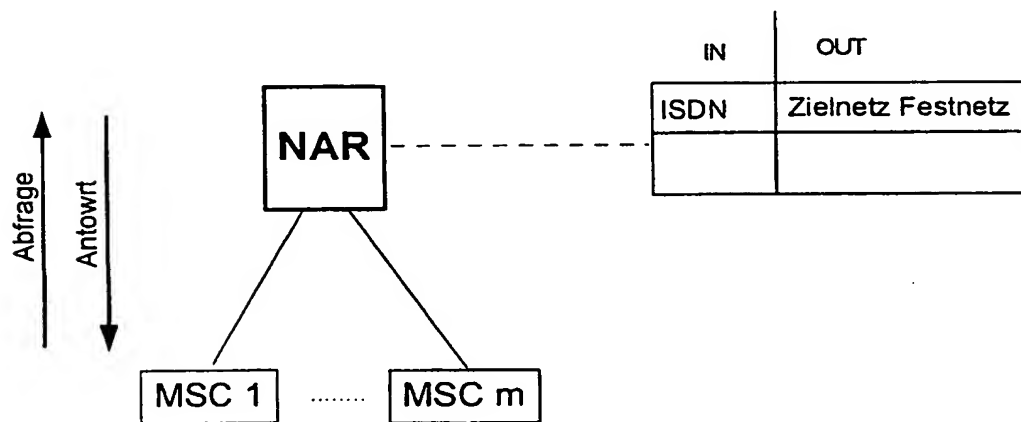 IN OUT
ISDN Zielnetz Festnetz
NAR
Abfrage
Antowrt
MSC 1 ........ MSC m